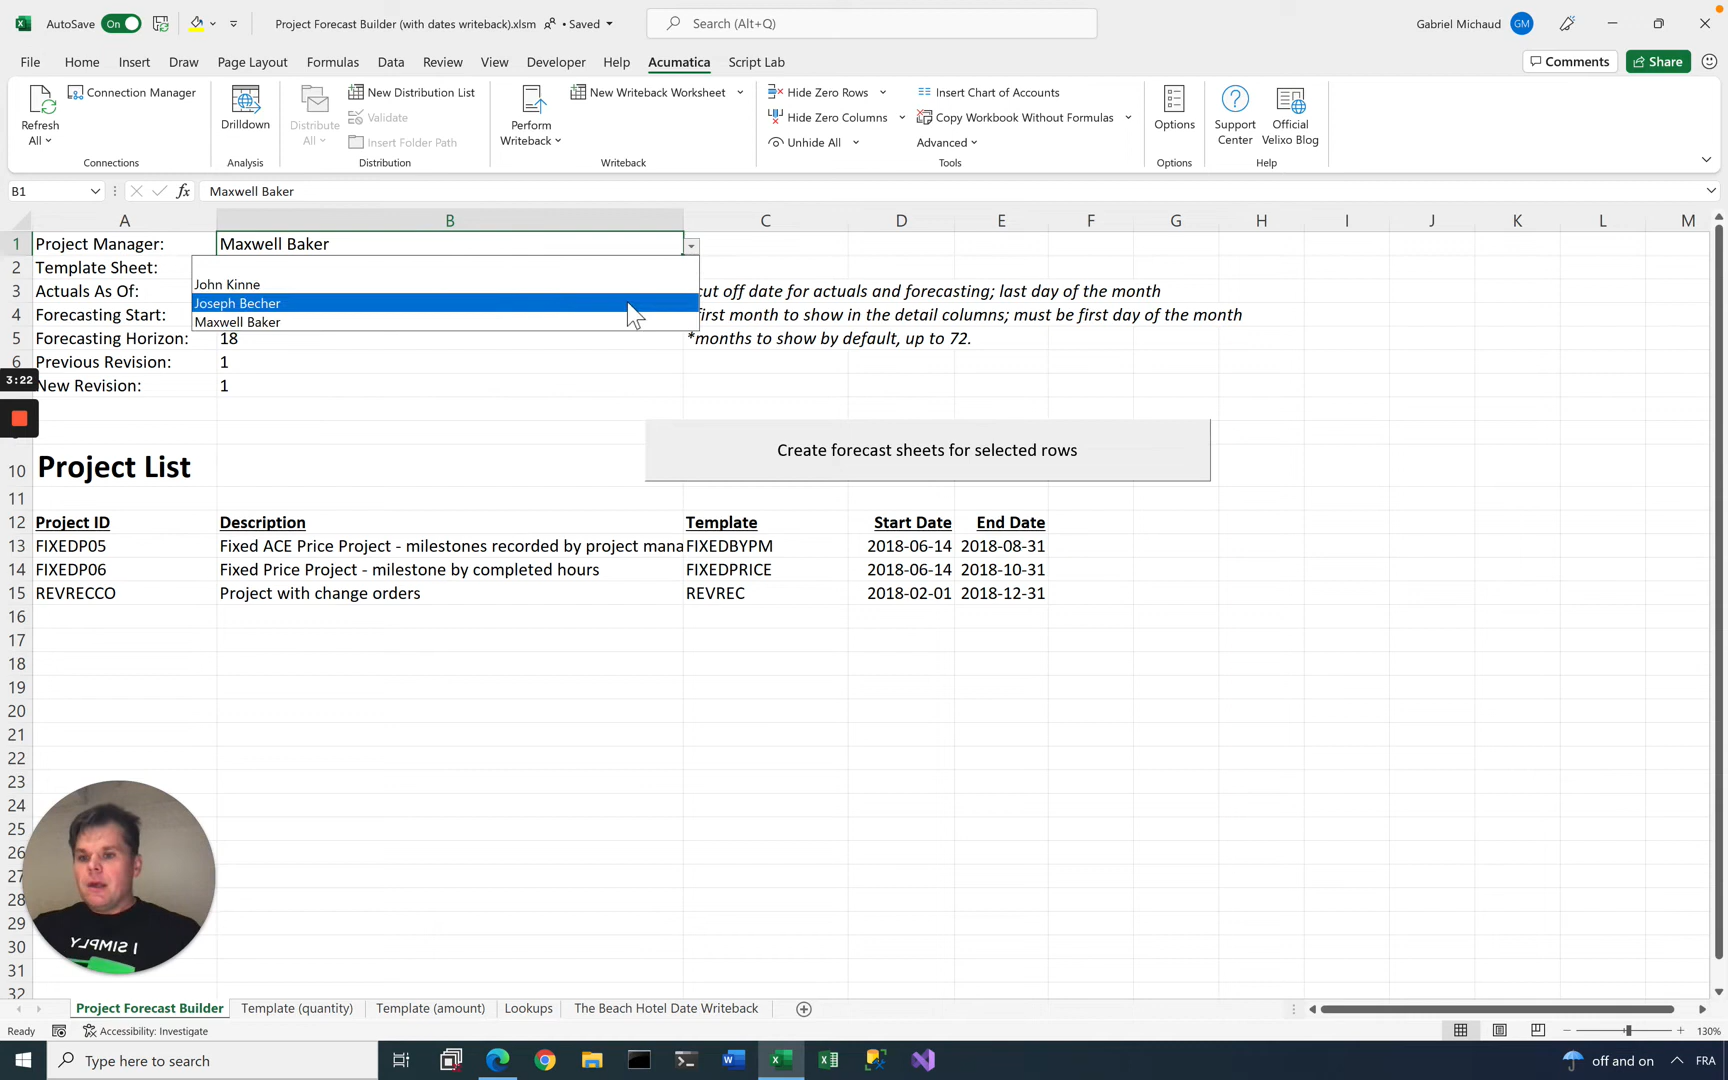 AutoSave On Project Forecast Builder (with dates writeback).xlsm • Saved Search (Alt+Q) Gabriel Michaud GM
File Home Insert Draw Page Layout Formulas Data Review View Developer Help Acumatica Script Lab Comments Share
Refresh All
Connection Manager
Connections
Drilldown
Analysis
Distribute All
New Distribution List
Validate
Insert Folder Path
Distribution
Perform Writeback
New Writeback Worksheet
Writeback
Hide Zero Rows
Hide Zero Columns
Unhide All
Insert Chart of Accounts
Copy Workbook Without Formulas
Advanced
Tools
Options
Options
Support Center
Official Velixo Blog
Help
B1 fx Maxwell Baker
A B C D E F G H I J K L M
1 Project Manager: Maxwell Baker
2 Template Sheet:
John Kinne
3 Actuals As Of: cut off date for actuals and forecasting; last day of the month
Joseph Becher
4 Forecasting Start: first month to show in the detail columns; must be first day of the month
Maxwell Baker
5 Forecasting Horizon: 18 *months to show by default, up to 72.
6 Previous Revision: 1
3:22
New Revision: 1
Create forecast sheets for selected rows
10 Project List
11
12 Project ID Description Template Start Date End Date
13 FIXEDP05 Fixed ACE Price Project - milestones recorded by project mana FIXEDBYPM 2018-06-14 2018-08-31
14 FIXEDP06 Fixed Price Project - milestone by completed hours FIXEDPRICE 2018-06-14 2018-10-31
15 REVRECCO Project with change orders REVREC 2018-02-01 2018-12-31
16
17
18
19
20
21
22
23
24
25
26
27
28
29
30
31
32
I SIMPLY
Project Forecast Builder Template (quantity) Template (amount) Lookups The Beach Hotel Date Writeback
Ready Accessibility: Investigate 130%
Type here to search off and on FRA